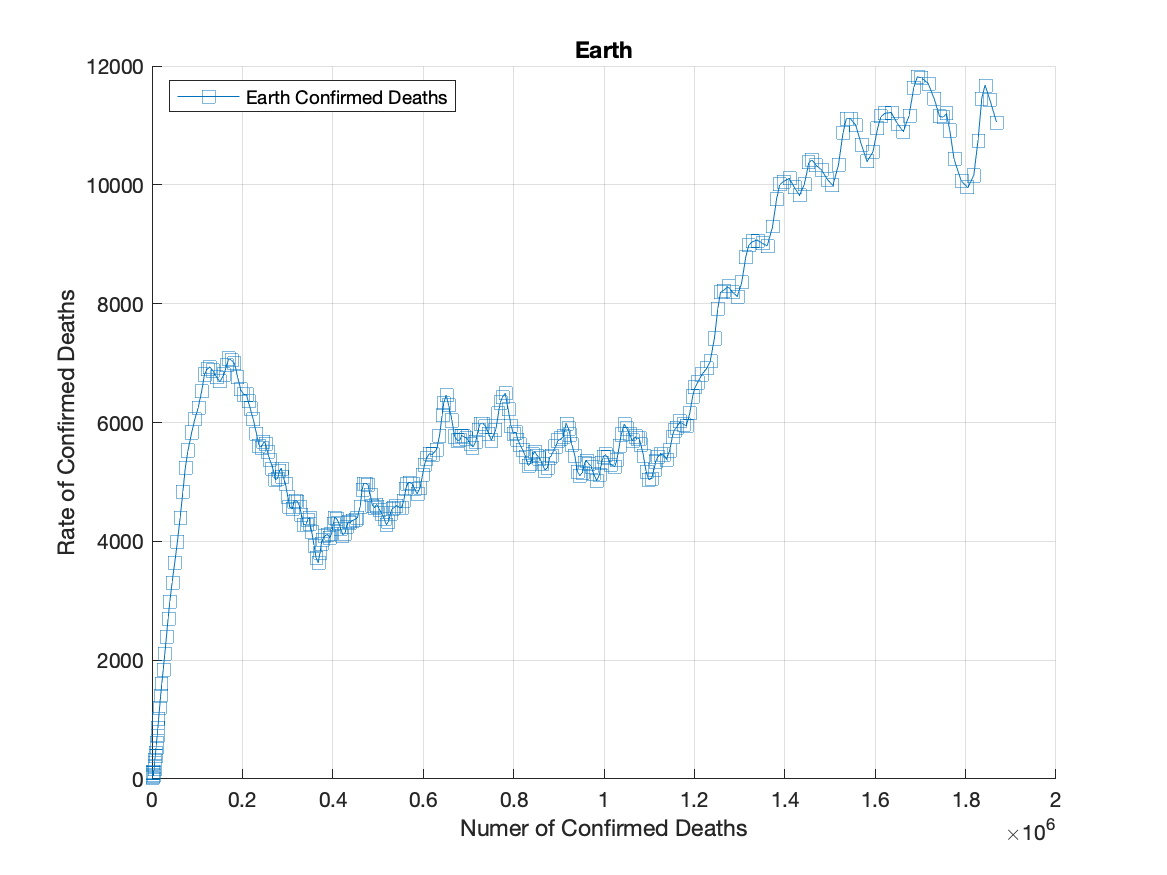 Earth
Earth Confirmed Deaths
12000
10000
8000
6000
4000
2000
0
Rate of Confirmed Deaths
0 0.2 0.4 0.6 0.8 1 1.2 1.4 1.6 1.8 2
Numer of Confirmed Deaths
×10⁶